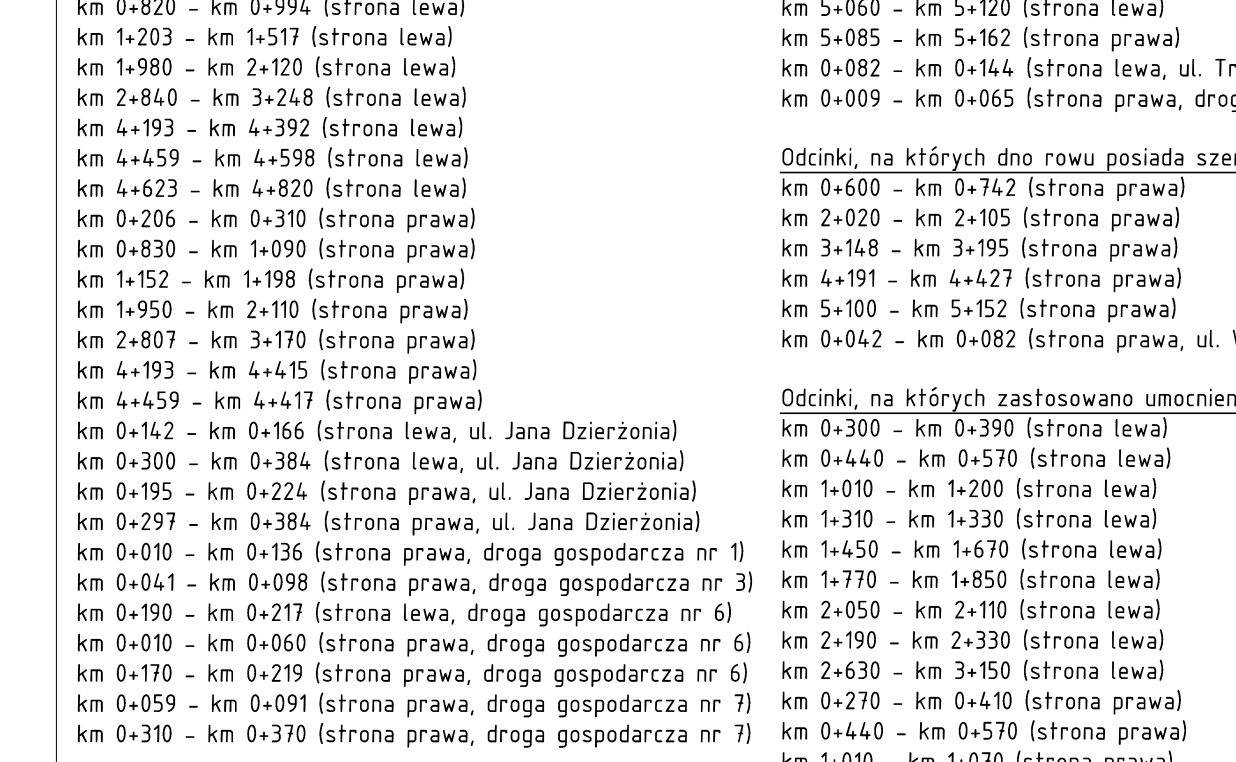 km 0+820 – km 0+994 (strona lewa)
km 1+203 – km 1+517 (strona lewa)
km 1+980 – km 2+120 (strona lewa)
km 2+840 – km 3+248 (strona lewa)
km 4+193 – km 4+392 (strona lewa)
km 4+459 – km 4+598 (strona lewa)
km 4+623 – km 4+820 (strona lewa)
km 0+206 – km 0+310 (strona prawa)
km 0+830 – km 1+090 (strona prawa)
km 1+152 – km 1+198 (strona prawa)
km 1+950 – km 2+110 (strona prawa)
km 2+807 – km 3+170 (strona prawa)
km 4+193 – km 4+415 (strona prawa)
km 4+459 – km 4+417 (strona prawa)
km 0+142 – km 0+166 (strona lewa, ul. Jana Dzierżonia)
km 0+300 – km 0+384 (strona lewa, ul. Jana Dzierżonia)
km 0+195 – km 0+224 (strona prawa, ul. Jana Dzierżonia)
km 0+297 – km 0+384 (strona prawa, ul. Jana Dzierżonia)
km 0+010 – km 0+136 (strona prawa, droga gospodarcza nr 1)
km 0+041 – km 0+098 (strona prawa, droga gospodarcza nr 3)
km 0+190 – km 0+217 (strona lewa, droga gospodarcza nr 6)
km 0+010 – km 0+060 (strona prawa, droga gospodarcza nr 6)
km 0+170 – km 0+219 (strona prawa, droga gospodarcza nr 6)
km 0+059 – km 0+091 (strona prawa, droga gospodarcza nr 7)
km 0+310 – km 0+370 (strona prawa, droga gospodarcza nr 7)
km 5+060 – km 5+120 (strona lewa)
km 5+085 – km 5+162 (strona prawa)
km 0+082 – km 0+144 (strona lewa, ul.
km 0+009 – km 0+065 (strona prawa,
Odcinki, na których dno rowu posiada
km 0+600 – km 0+742 (strona prawa)
km 2+020 – km 2+105 (strona prawa)
km 3+148 – km 3+195 (strona prawa)
km 4+191 – km 4+427 (strona prawa)
km 5+100 – km 5+152 (strona prawa)
km 0+042 – km 0+082 (strona prawa, ul.
Odcinki, na których zastosowano
km 0+300 – km 0+390 (strona lewa)
km 0+440 – km 0+570 (strona lewa)
km 1+010 – km 1+200 (strona lewa)
km 1+310 – km 1+330 (strona lewa)
km 1+450 – km 1+670 (strona lewa)
km 1+770 – km 1+850 (strona lewa)
km 2+050 – km 2+110 (strona lewa)
km 2+190 – km 2+330 (strona lewa)
km 2+630 – km 3+150 (strona lewa)
km 0+270 – km 0+410 (strona prawa)
km 0+440 – km 0+570 (strona prawa)
km 1+010 – km 1+070 (strona prawa)